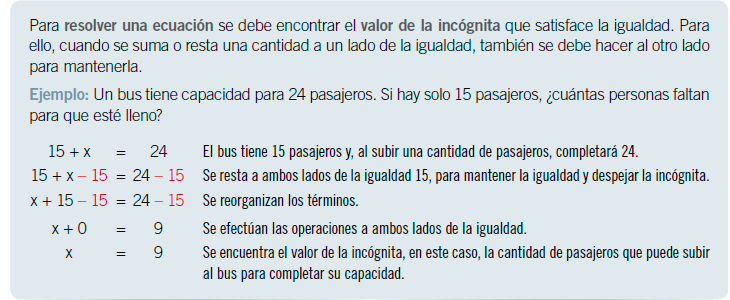 Para resolver una ecuación se debe encontrar el valor de la incógnita que satisface la igualdad. Para
ello, cuando se suma o resta una cantidad a un lado de la igualdad, también se debe hacer al otro lado
para mantenerla.
Ejemplo: Un bus tiene capacidad para 24 pasajeros. Si hay solo 15 pasajeros, ¿cuántas personas faltan
para que esté lleno?
15 + x = 24 El bus tiene 15 pasajeros y, al subir una cantidad de pasajeros, completará 24.
15 + x – 15 = 24 – 15 Se resta a ambos lados de la igualdad 15, para mantener la igualdad y despejar la incógnita.
x + 15 – 15 = 24 – 15 Se reorganizan los términos.
x + 0 = 9 Se efectúan las operaciones a ambos lados de la igualdad.
x = 9 Se encuentra el valor de la incógnita, en este caso, la cantidad de pasajeros que puede subir
al bus para completar su capacidad.